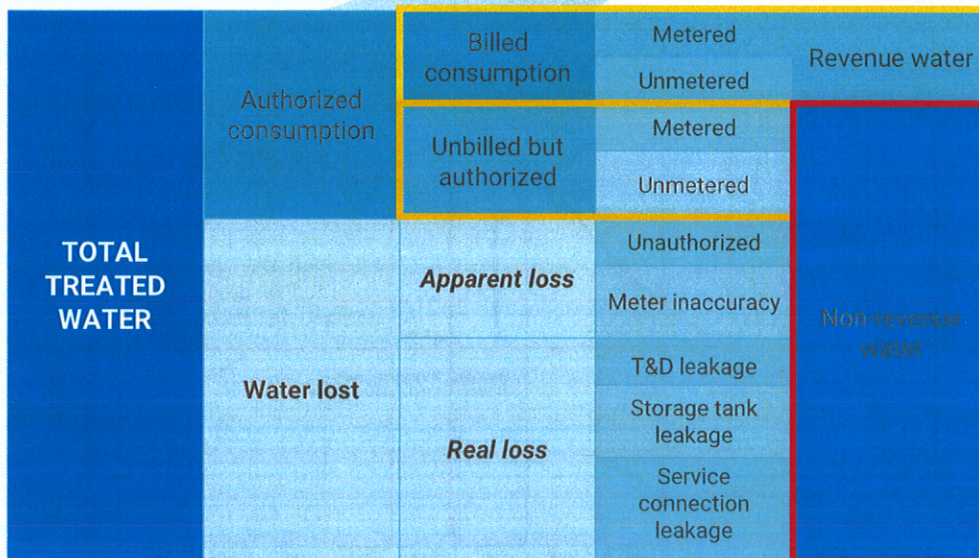 Billed
consumption
Metered
Revenue water
Unmetered
Authorized
consumption
Unbilled but
authorized
Metered
Unmetered
TOTAL
TREATED
WATER
Unauthorized
Apparent loss
Meter inaccuracy
Non-revenue
water
Water lost
T&D leakage
Storage tank
leakage
Real loss
Service
connection
leakage